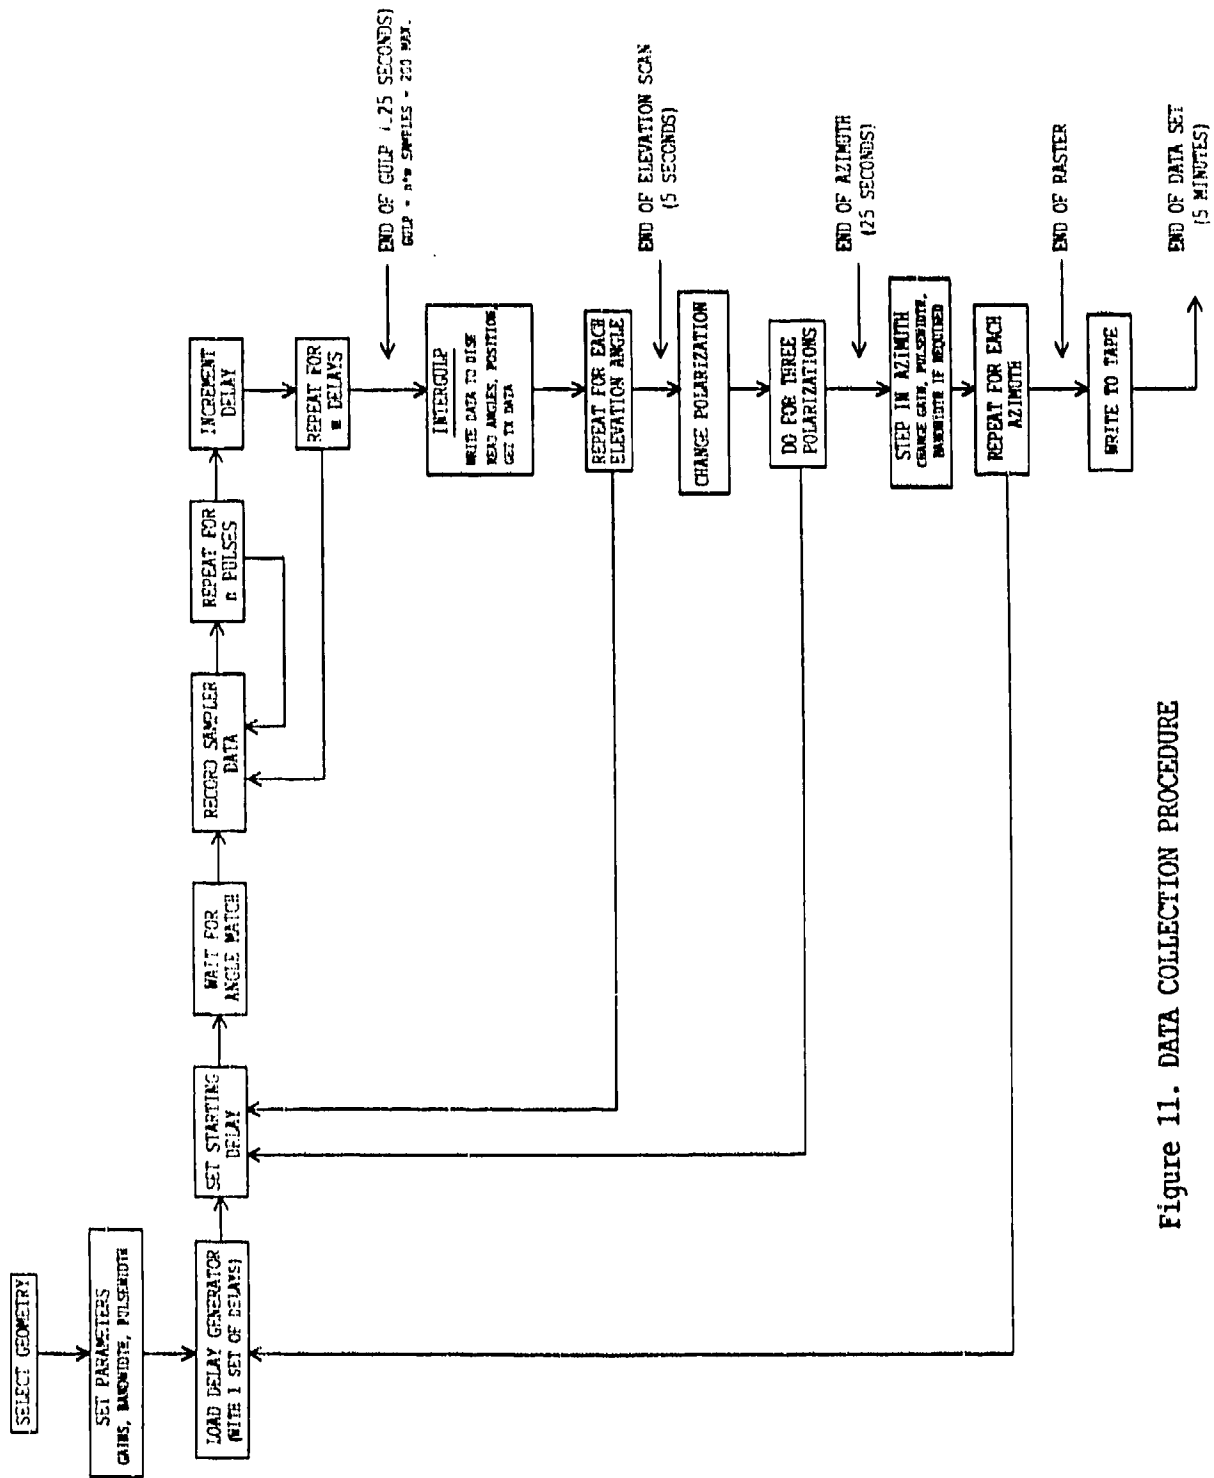 SELECT GEOMETRY
SET PARAMETERS
GAINS, BANDWIDTH, PULSEWIDTH
LOAD DELAY GENERATOR
(WITH 1 SET OF DELAYS)
SET STARTING
DELAY
WAIT FOR
ANGLE MATCH
RECORD SAMPLER
DATA
REPEAT FOR
n PULSES
INCREMENT
DELAY
REPEAT FOR
m DELAYS
END OF GULP (.25 SECONDS)
GULP = n*m SAMPLES = 200 MAX.
INTERGULP
WRITE DATA TO DISK
READ ANGLES, POSITION,
GET TX DATA
REPEAT FOR EACH
ELEVATION ANGLE
END OF ELEVATION SCAN
(5 SECONDS)
CHANGE POLARIZATION
DO FOR THREE
POLARIZATIONS
END OF AZIMUTH
(25 SECONDS)
STEP IN AZIMUTH
CHANGE GAIN, PULSEWIDTH,
BANDWIDTH IF REQUIRED
REPEAT FOR EACH
AZIMUTH
END OF RASTER
WRITE TO TAPE
END OF DATA SET
(5 MINUTES)
Figure 11. DATA COLLECTION PROCEDURE